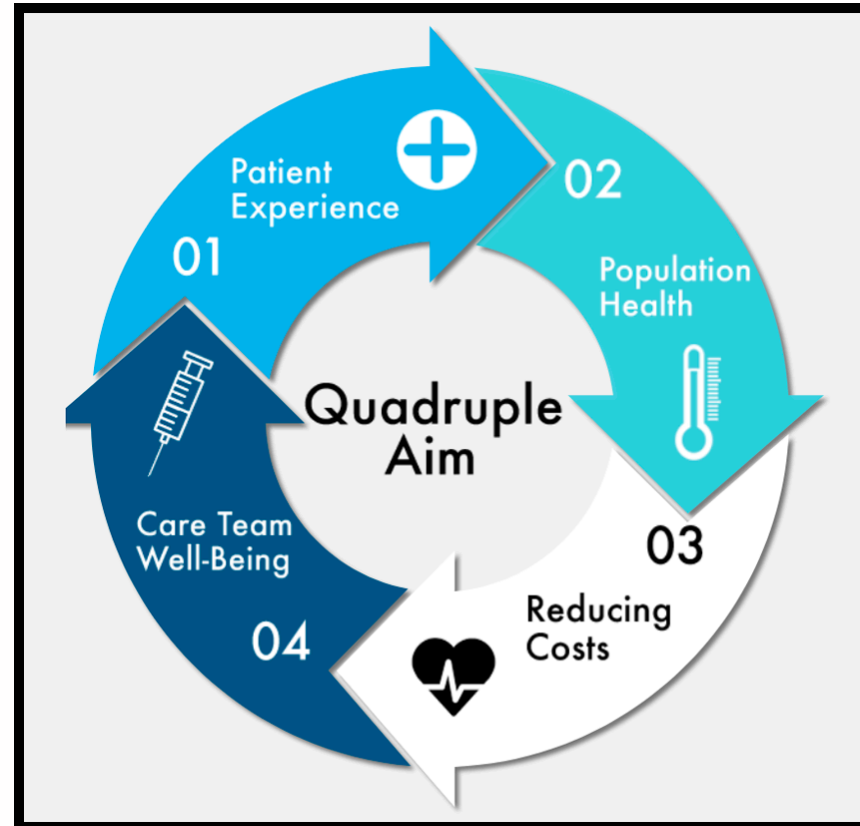 01
Patient
Experience
02
Population
Health
03
Reducing
Costs
04
Care Team
Well-Being
Quadruple
Aim